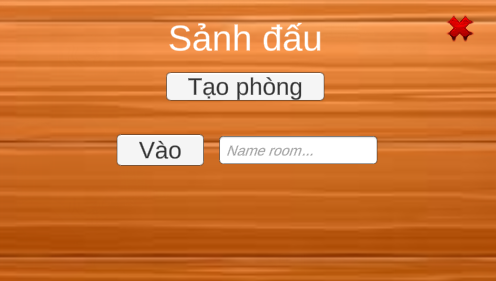 Sảnh đấu
Tạo phòng
Vào
Name room...